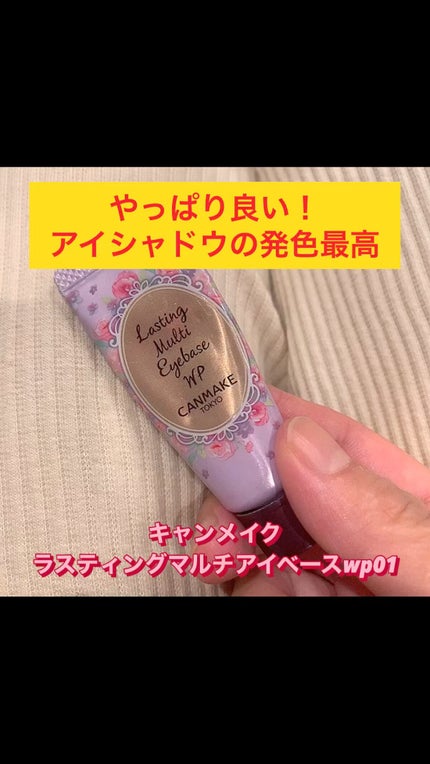 やっぱり良い！
アイシャドウの発色最高
Lasting
Multi
Eyebase
WP
CANMAKE
TOKYO
キャンメイク
ラスティングマルチアイベースwp01